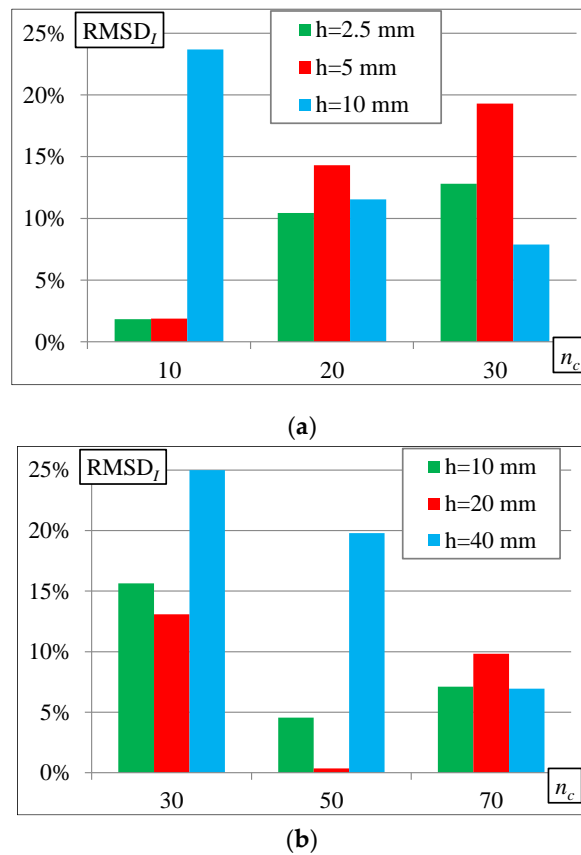 RMSD_I
25%
20%
15%
10%
5%
0%
h=2.5 mm
h=5 mm
h=10 mm
10 20 30
n_c
(a)
RMSD_I
25%
20%
15%
10%
5%
0%
h=10 mm
h=20 mm
h=40 mm
30 50 70
n_c
(b)